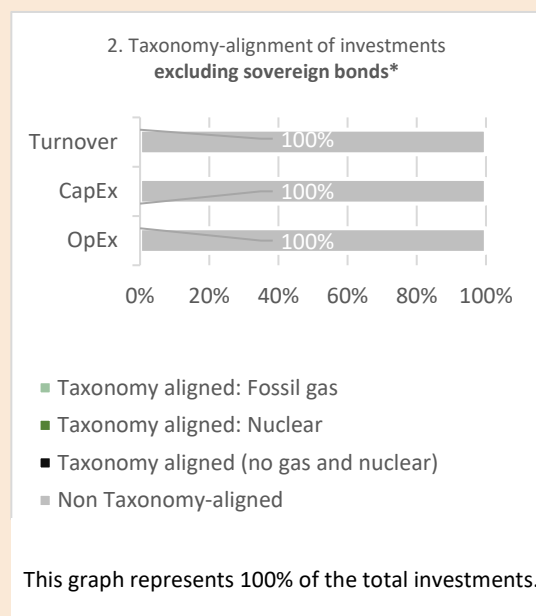 2. Taxonomy-alignment of investments
excluding sovereign bonds*
Turnover 100%
CapEx 100%
OpEx 100%
0% 20% 40% 60% 80% 100%
Taxonomy aligned: Fossil gas
Taxonomy aligned: Nuclear
Taxonomy aligned (no gas and nuclear)
Non Taxonomy-aligned
This graph represents 100% of the total investments.